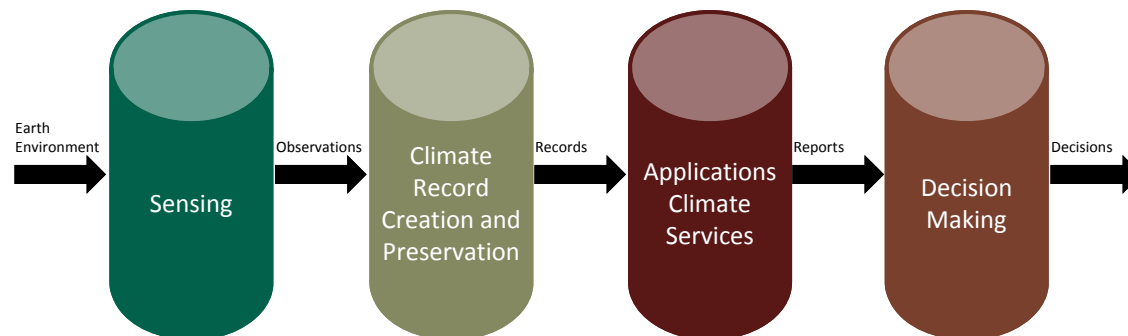 Earth
Environment
Sensing
Observations
Climate
Record
Creation and
Preservation
Records
Applications
Climate
Services
Reports
Decision
Making
Decisions